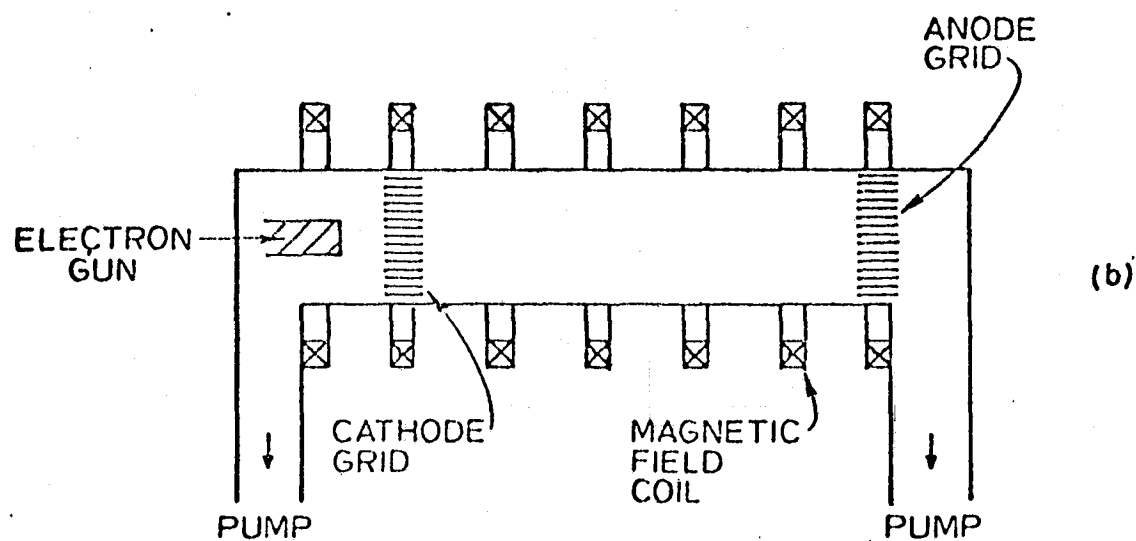 ANODE
GRID
ELECTRON
GUN
(b)
CATHODE
GRID
MAGNETIC
FIELD
COIL
PUMP
PUMP